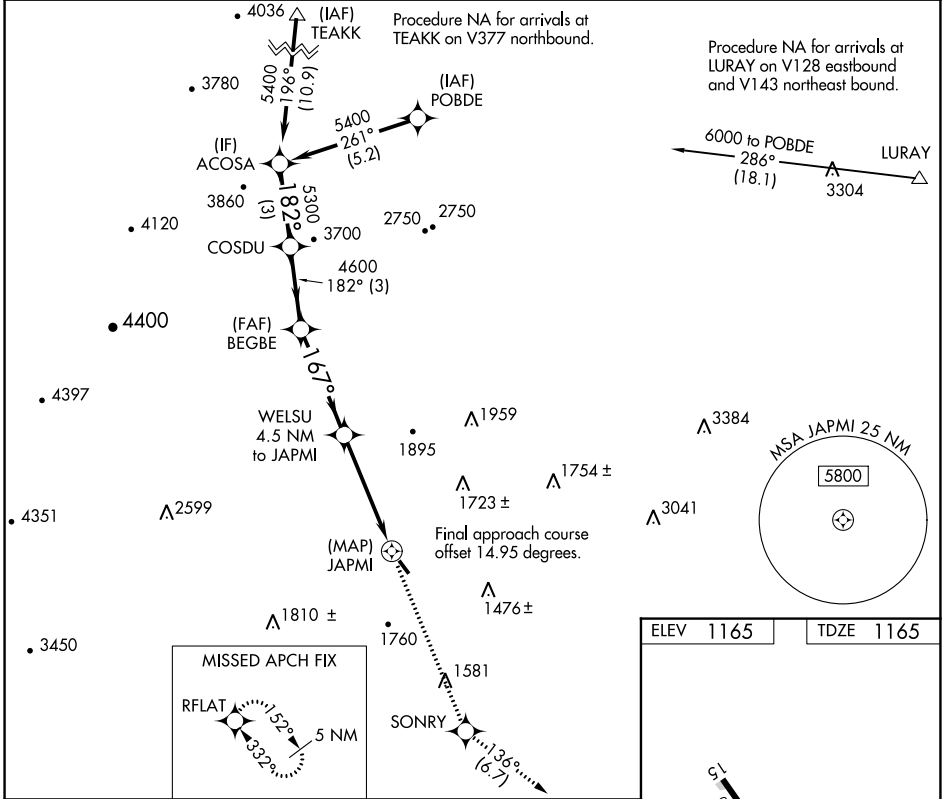 4036
(IAF)
TEAKK
Procedure NA for arrivals at
TEAKK on V377 northbound.
Procedure NA for arrivals at
LURAY on V128 eastbound
and V143 northeast bound.
3780
5400
196°
(10.9)
(IAF)
POBDE
5400
261°
(5.2)
(IF)
ACOSA
6000 to POBDE
286°
(18.1)
LURAY
3304
3860
5300
182°
(3)
4120
2750
2750
3700
COSDU
4600
182° (3)
4400
(FAF)
BEGBE
167°
4397
WELSU
4.5 NM
to JAPMI
1959
1895
3384
MSA JAPMI 25 NM
5800
1754 ±
1723 ±
2599
4351
3041
Final approach course
offset 14.95 degrees.
(MAP)
JAPMI
1476 ±
1810 ±
1760
3450
ELEV 1165
TDZE 1165
MISSED APCH FIX
RFLAT
152°
332°
5 NM
1581
SONRY
136°
(6.7)
15